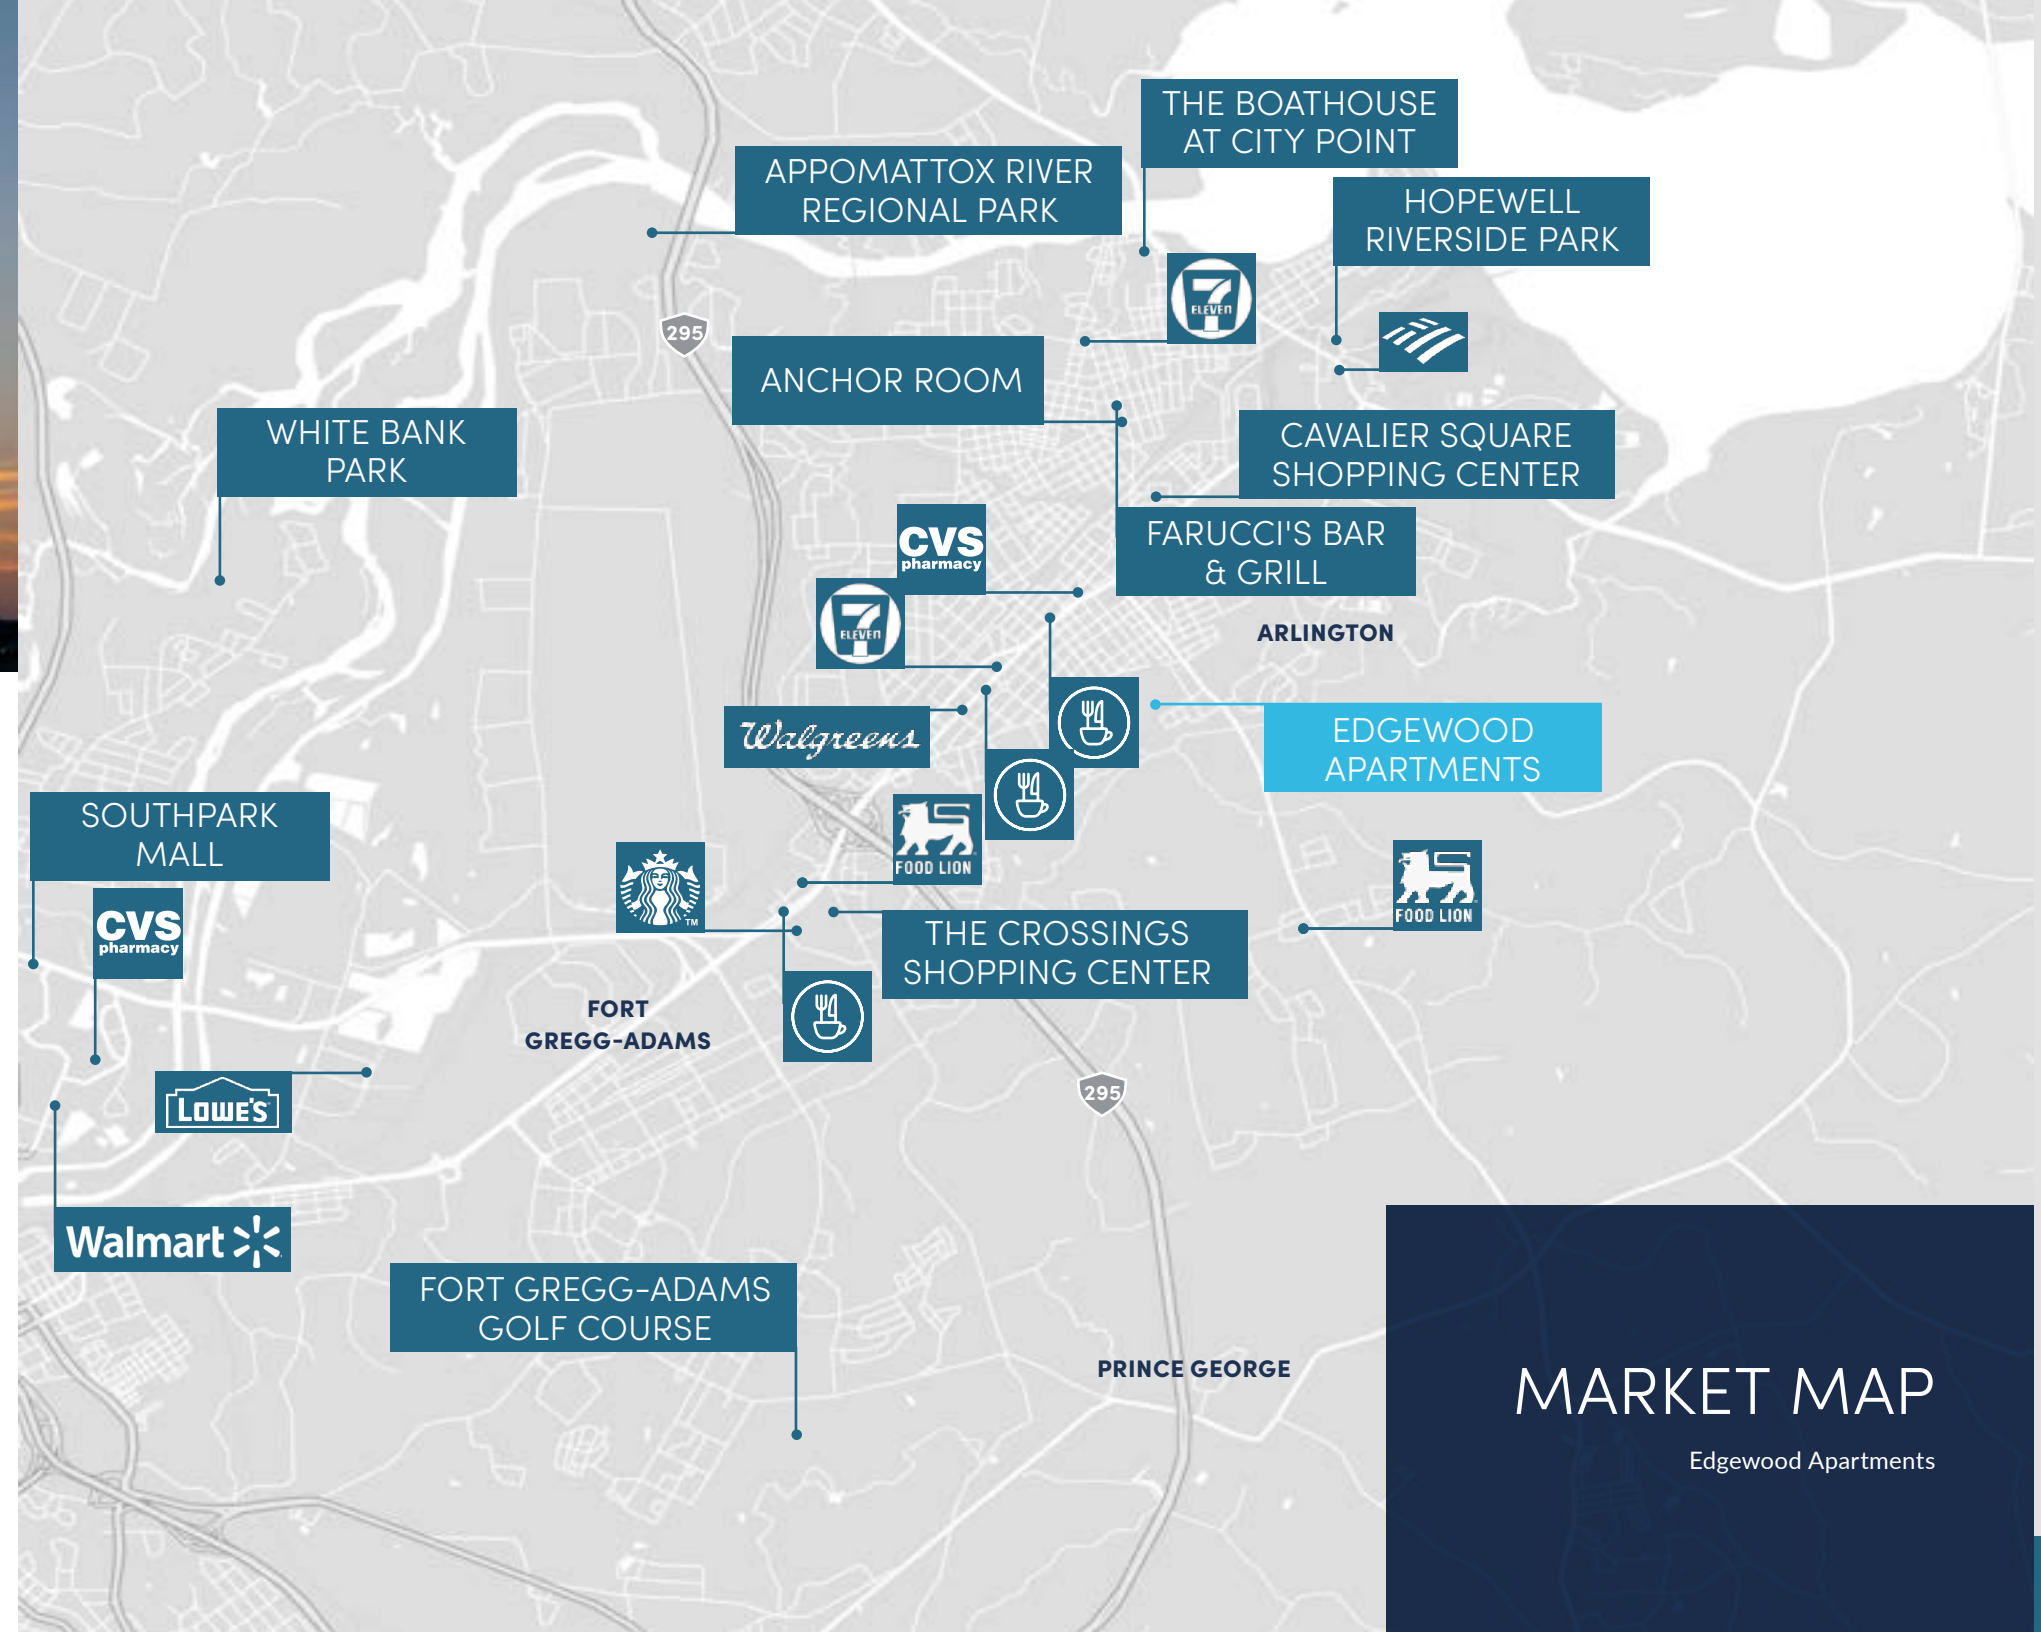 THE BOATHOUSE
AT CITY POINT
APPOMATTOX RIVER
REGIONAL PARK
HOPEWELL
RIVERSIDE PARK
7
ELEVEn
295
ANCHOR ROOM
WHITE BANK
PARK
CAVALIER SQUARE
SHOPPING CENTER
CVS
pharmacy
FARUCCI'S BAR
& GRILL
7
ELEVEn
ARLINGTON
Walgreens
EDGEWOOD
APARTMENTS
SOUTHPARK
MALL
FOOD LION
TM
FOOD LION
CVS
pharmacy
THE CROSSINGS
SHOPPING CENTER
FORT
GREGG-ADAMS
295
LOWE'S
Walmart
FORT GREGG-ADAMS
GOLF COURSE
PRINCE GEORGE
MARKET MAP
Edgewood Apartments